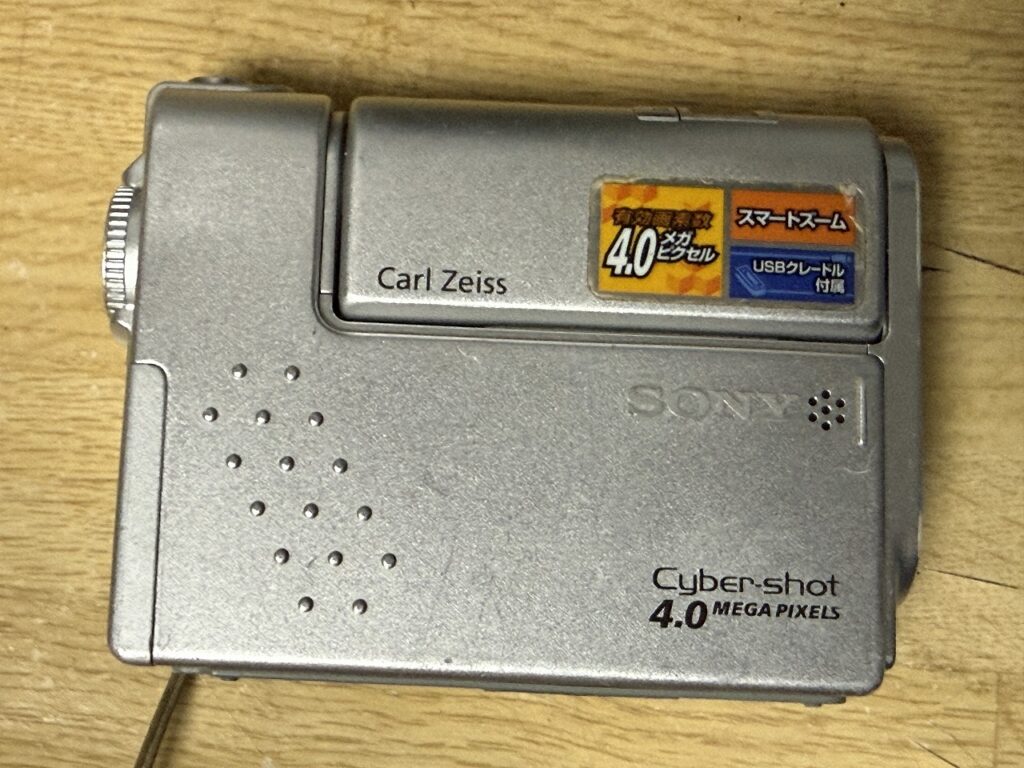 Carl Zeiss
有効画素数
4.0 メガ
ピクセル
スマートズーム
USBクレードル
付属
SONY
Cyber-shot
4.0 MEGA PIXELS